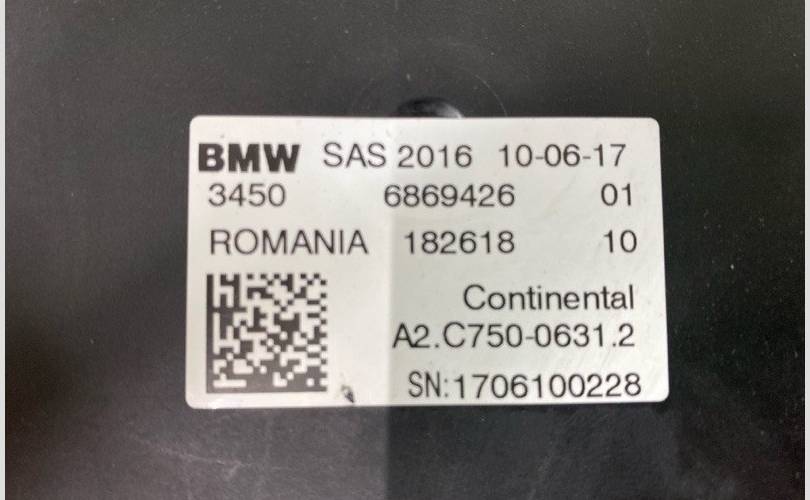 BMW SAS 2016 10-06-17
3450 6869426 01
ROMANIA 182618 10
Continental
A2.C750-0631.2
SN:1706100228